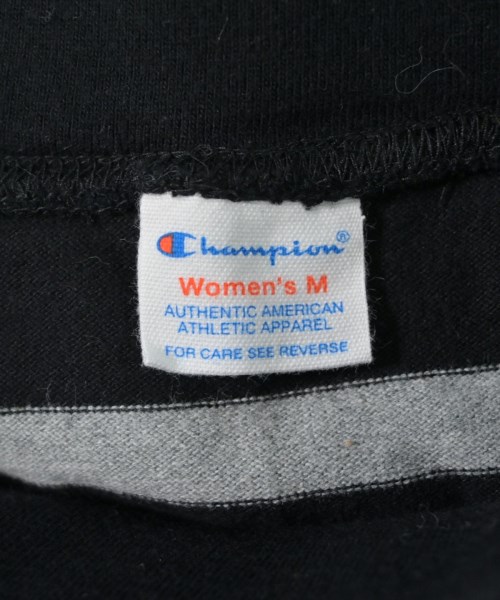 Champion®
Women's M
AUTHENTIC AMERICAN
ATHLETIC APPAREL
FOR CARE SEE REVERSE